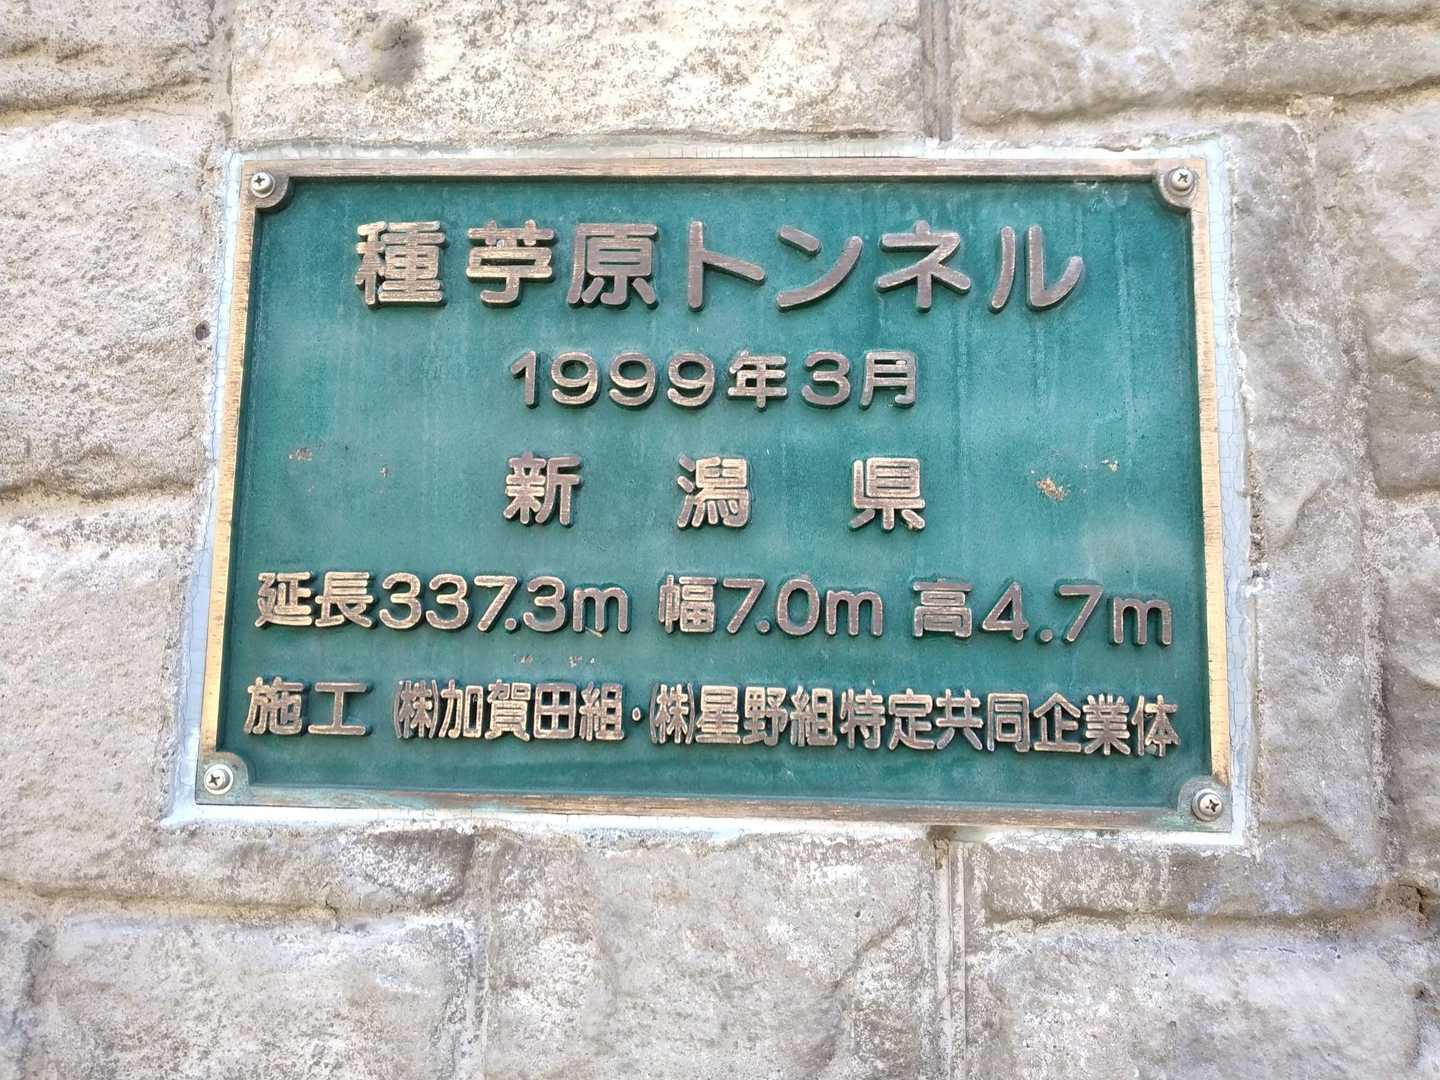 種芋原トンネル
1999年3月
新潟県
延長337.3m 幅7.0m 高4.7m
施工 ㈱加賀田組・㈱星野組特定共同企業体